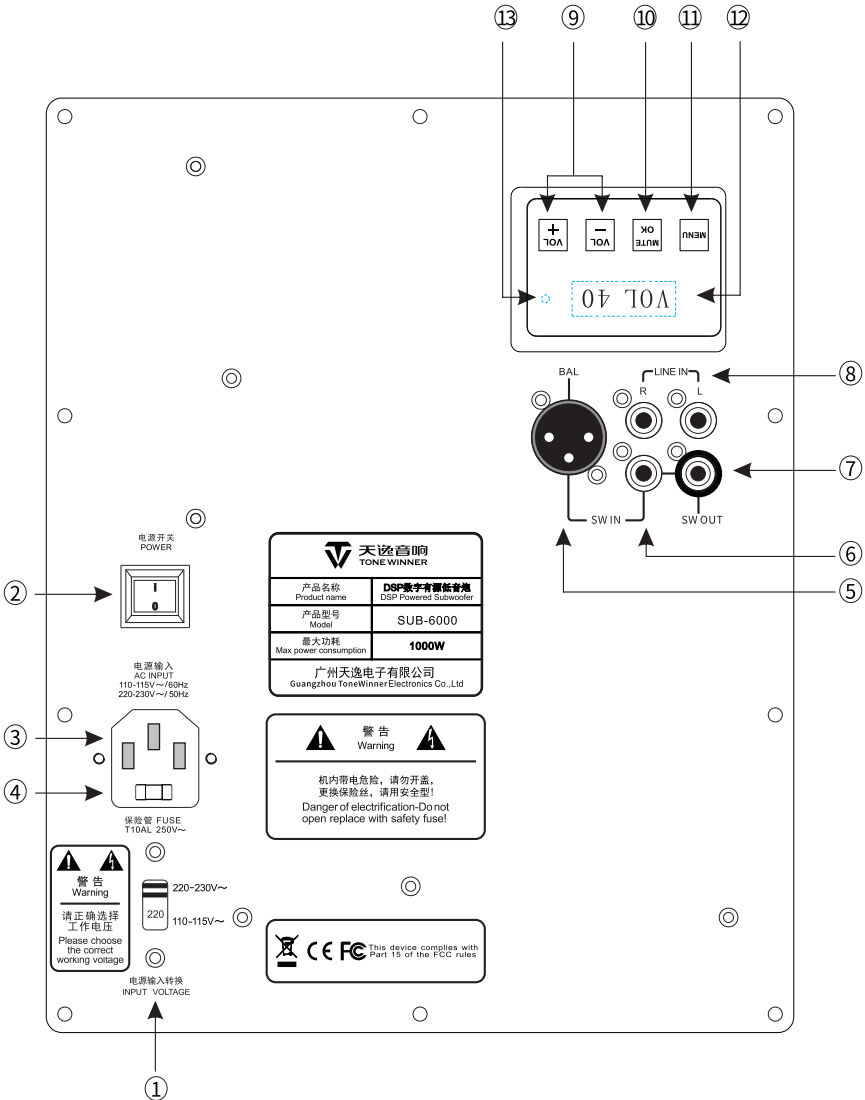 ⑬
⑨
⑩
⑪
⑫
VOL
+
VOL
−
MUTE
OK
MENU
VOL 40
BAL
LINE IN
R
L
⑧
⑦
SW IN
SW OUT
⑥
⑤
电源开关
POWER
I
0
②
天逸音响
TONEWINNER
产品名称
Product name
DSP数字有源低音炮
DSP Powered Subwoofer
产品型号
Model
SUB-6000
最大功耗
Max power consumption
1000W
广州天逸电子有限公司
Guangzhou ToneWinner Electronics Co.,Ltd
电源输入
AC INPUT
110-115V～/60Hz
220-230V～/50Hz
③
④
保险管 FUSE
T10AL 250V～
警告
Warning
机内带电危险，请勿开盖，
更换保险丝，请用安全型！
Danger of electrification-Do not
open replace with safety fuse!
警告
Warning
请正确选择
工作电压
Please choose
the correct
working voltage
220-230V～
220
110-115V～
电源输入转换
INPUT VOLTAGE
CE FC This device complies with
Part 15 of the FCC rules
①